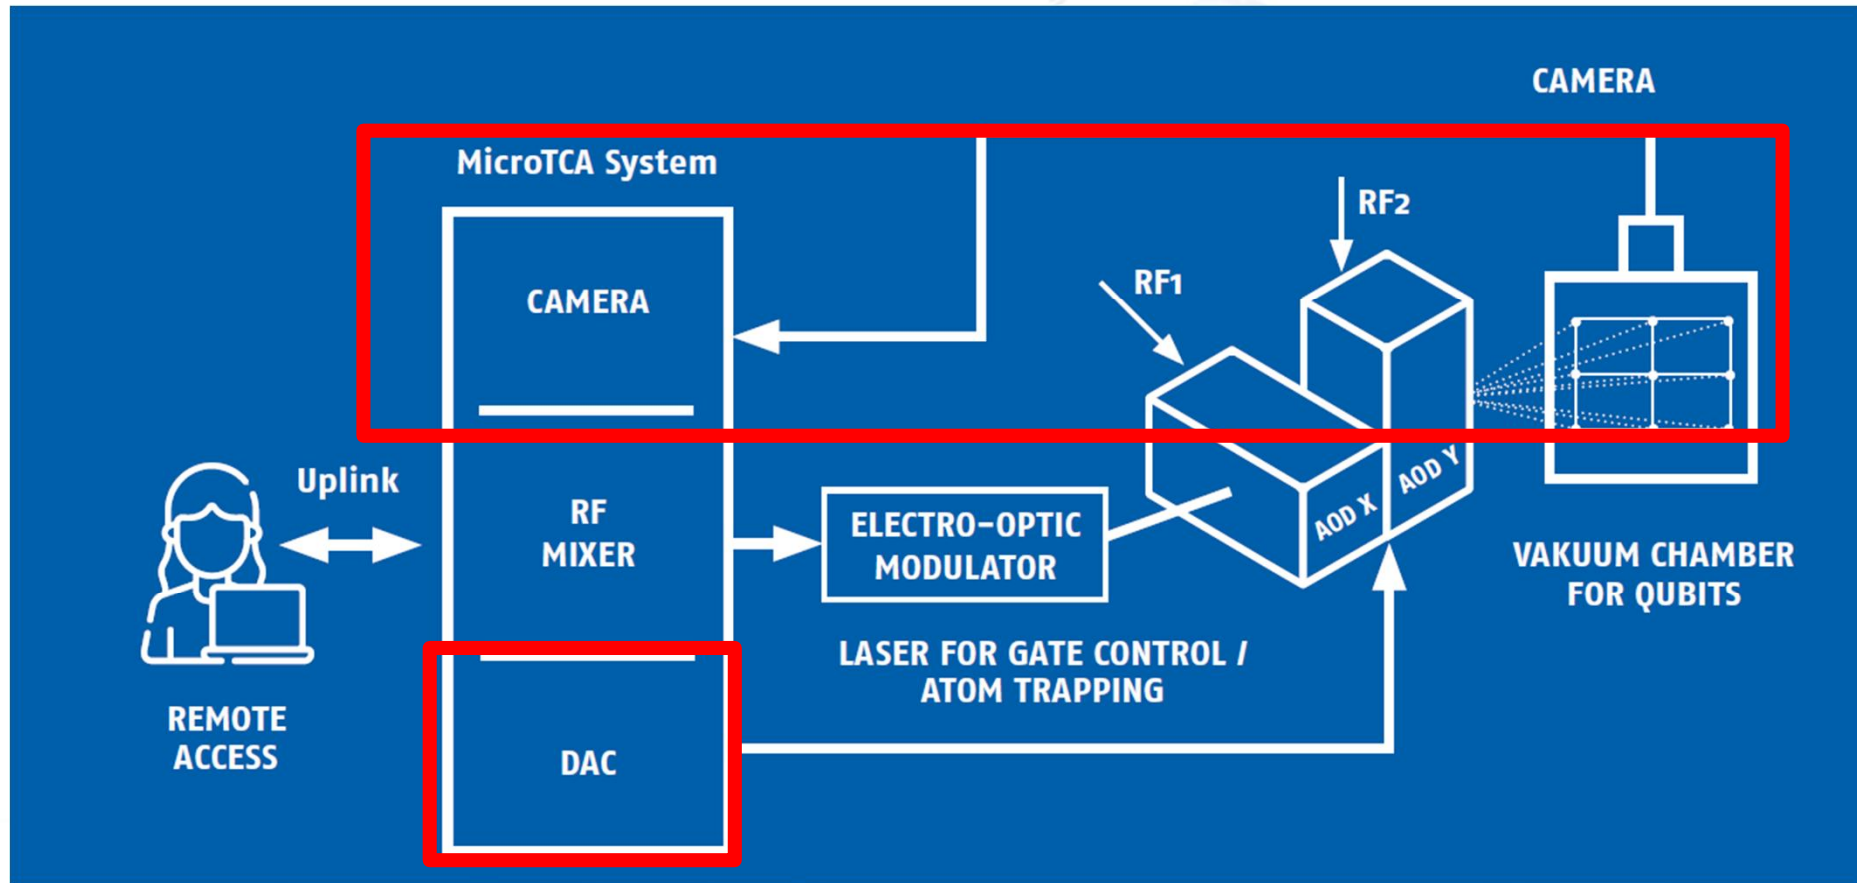 CAMERA
MicroTCA System
RF2
RF1
CAMERA
Uplink
RF
MIXER
ELECTRO-OPTIC
MODULATOR
AOD X
AOD Y
VAKUUM CHAMBER
FOR QUBITS
LASER FOR GATE CONTROL /
ATOM TRAPPING
REMOTE
ACCESS
DAC